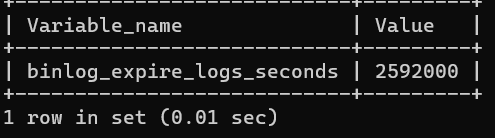 +----------------------------+---------+
| Variable_name              | Value   |
+----------------------------+---------+
| binlog_expire_logs_seconds | 2592000 |
+----------------------------+---------+
1 row in set (0.01 sec)